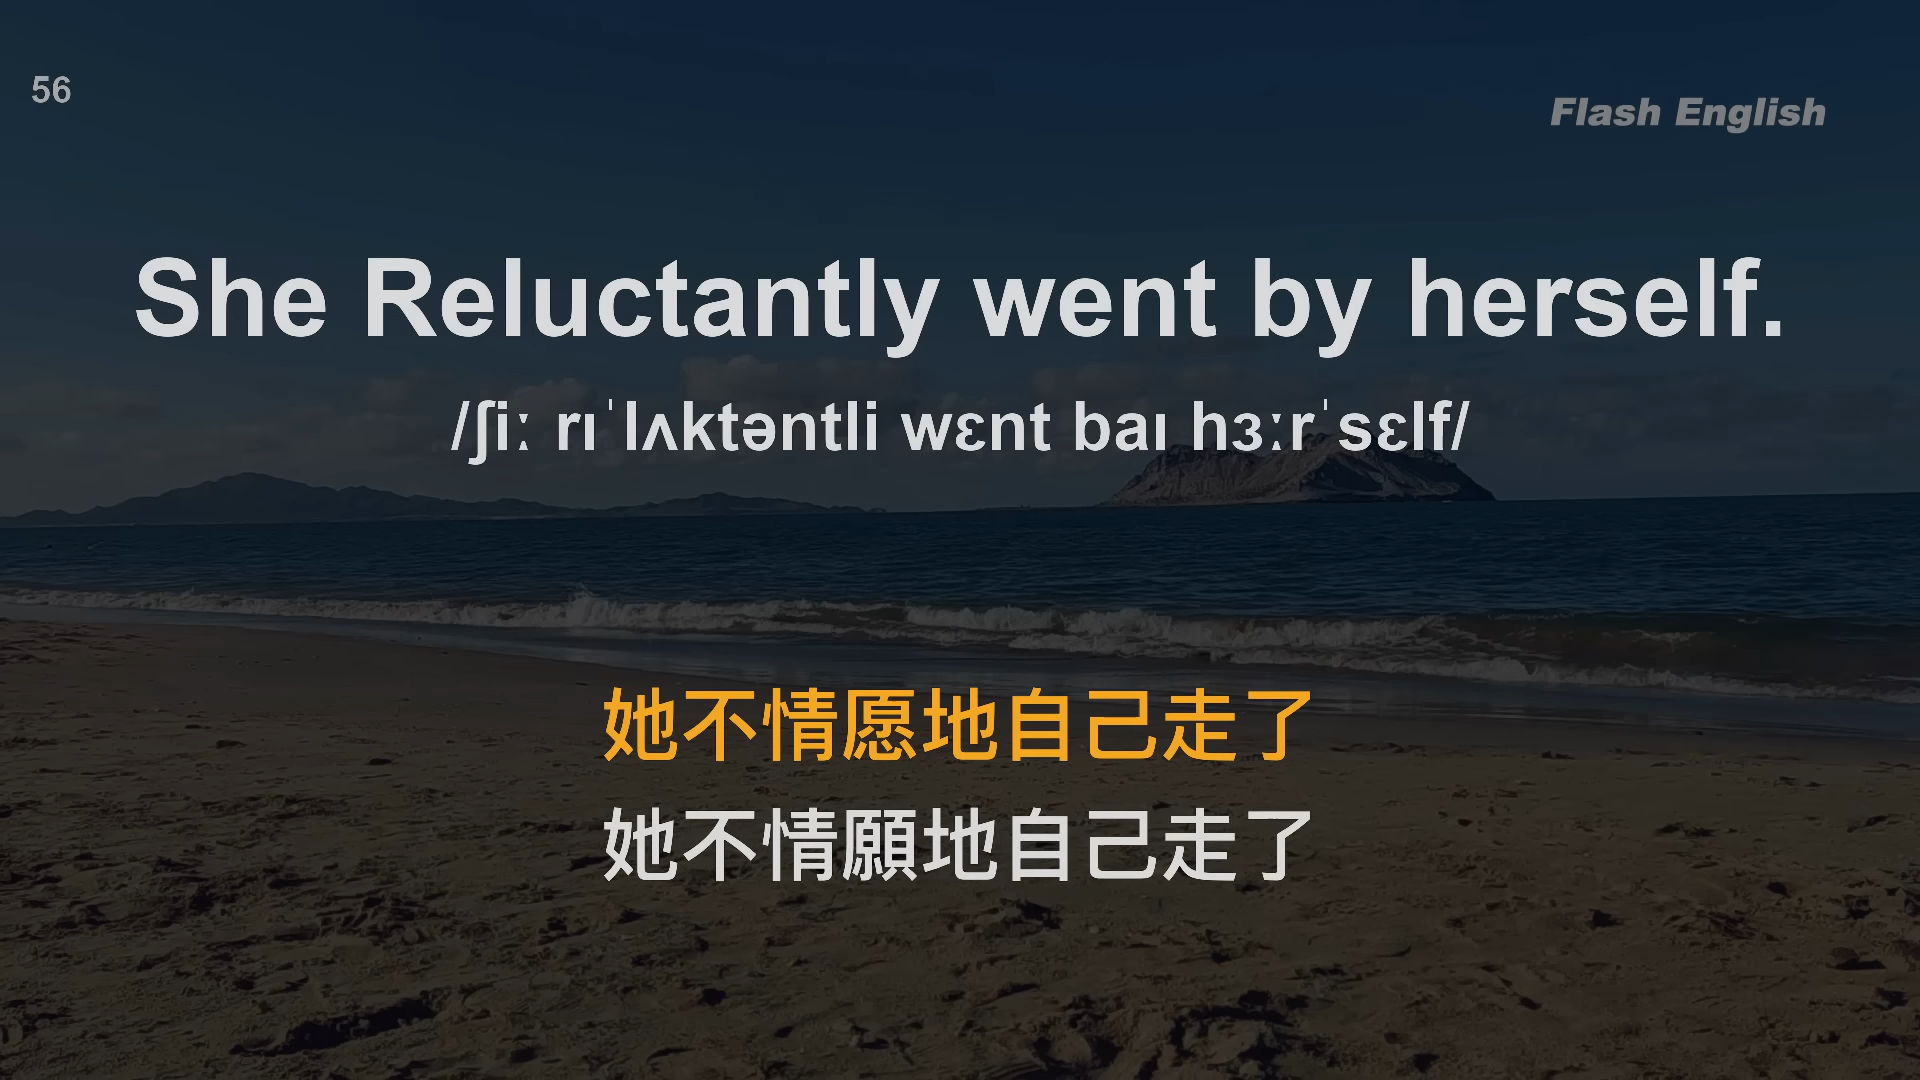 56
Flash English
She Reluctantly went by herself.
/ʃiː rɪˈlʌktəntli wɛnt baɪ hɜːrˈsɛlf/
她不情愿地自己走了
她不情願地自己走了